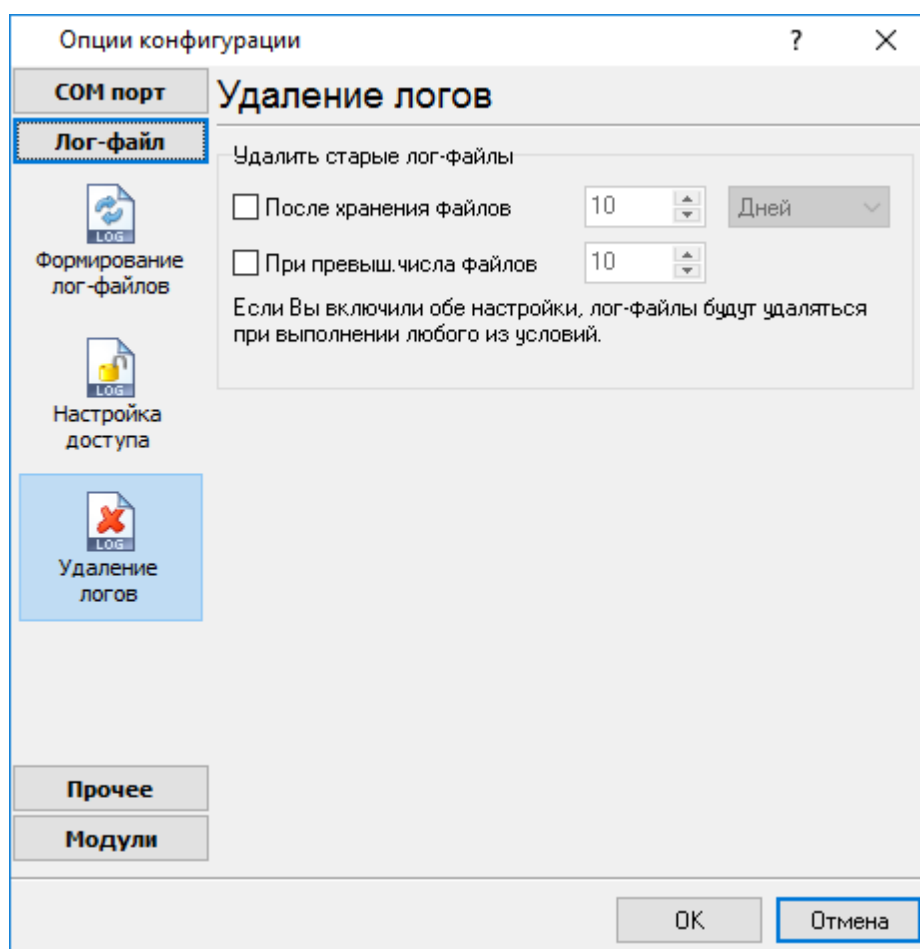 Опции конфигурации
?
COM порт
Лог-файл
LOG
Формирование
лог-файлов
LOG
Настройка
доступа
LOG
Удаление
логов
Прочее
Модули
Удаление логов
Удалить старые лог-файлы
После хранения файлов 10 Дней
При превыш.числа файлов 10
Если Вы включили обе настройки, лог-файлы будут удаляться
при выполнении любого из условий.
OK Отмена